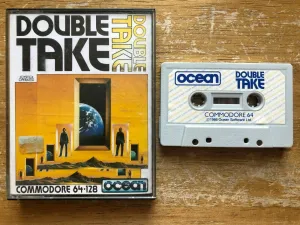 DOUBLE
TAKE
DOUBLE
TAKE
COMMODORE 64·128
ocean
ocean
DOUBLE
TAKE
COMMODORE 64